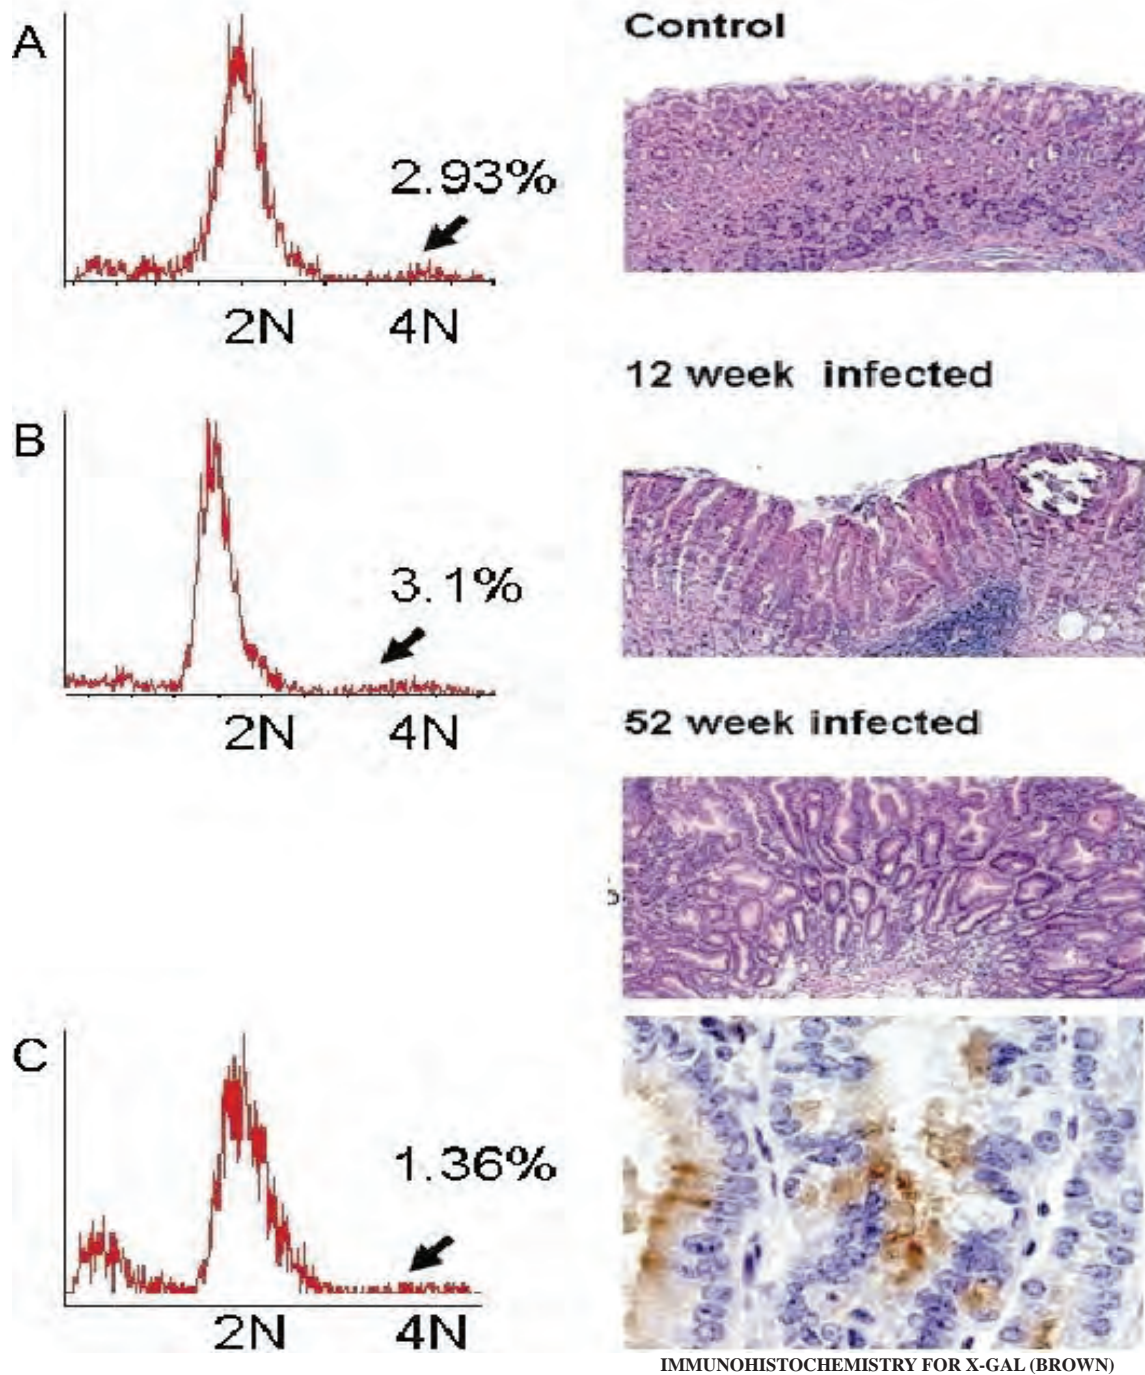 A
Control
2.93%
2N 4N
12 week infected
B
3.1%
2N 4N
52 week infected
C
1.36%
2N 4N
IMMUNOHISTOCHEMISTRY FOR X-GAL (BROWN)